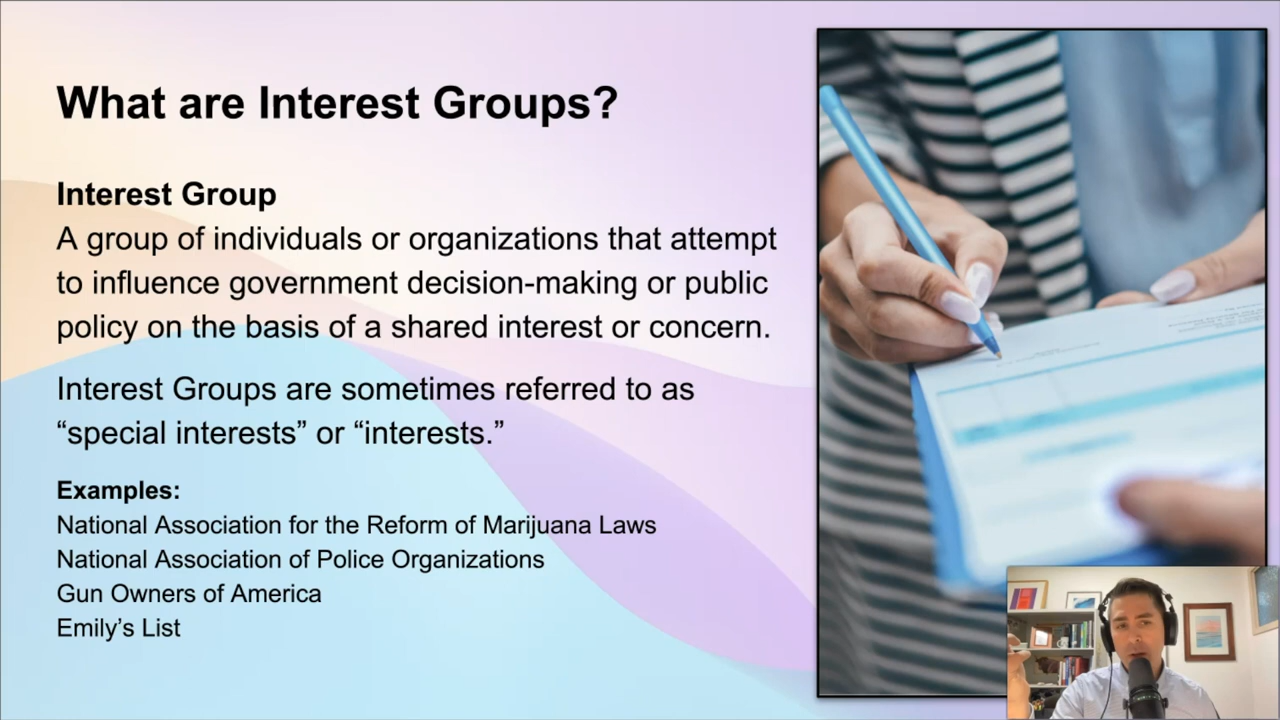 What are Interest Groups?
Interest Group
A group of individuals or organizations that attempt
to influence government decision-making or public
policy on the basis of a shared interest or concern.
Interest Groups are sometimes referred to as
“special interests” or “interests.”
Examples:
National Association for the Reform of Marijuana Laws
National Association of Police Organizations
Gun Owners of America
Emily’s List